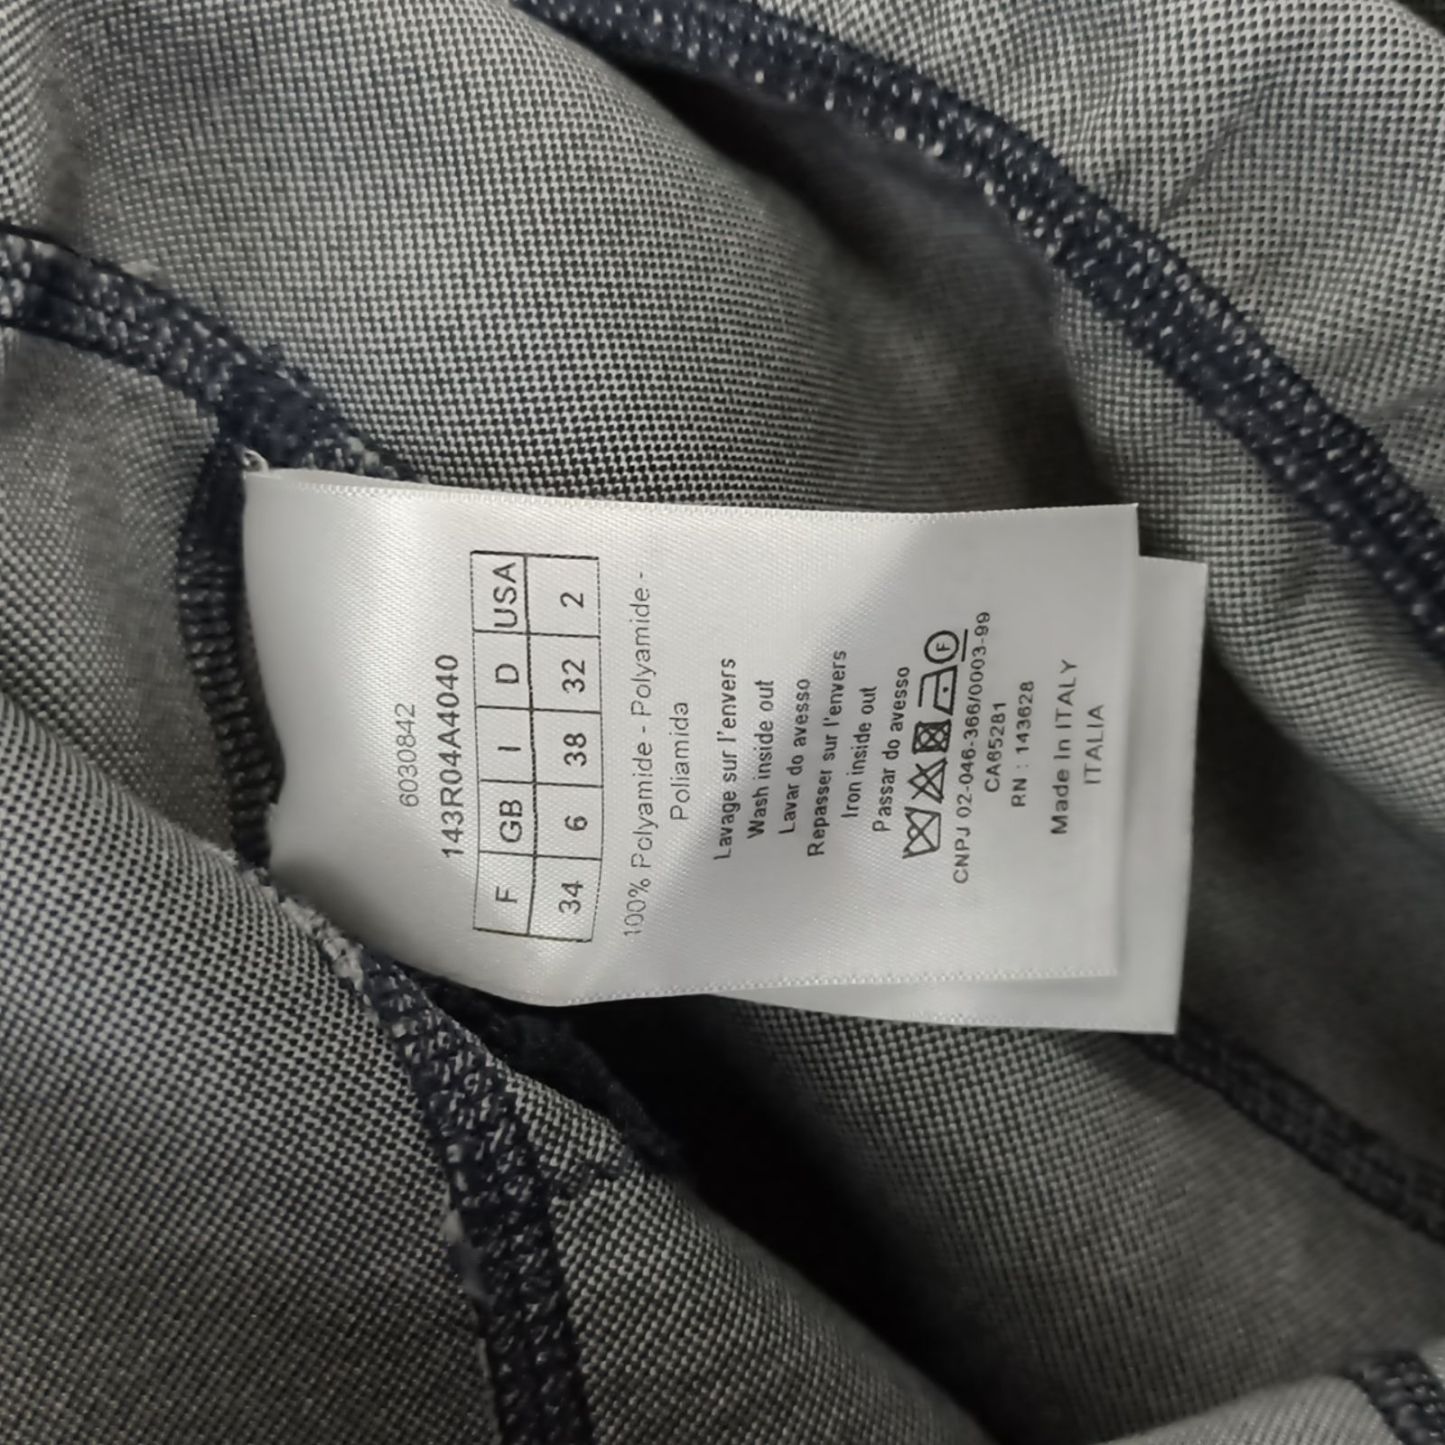 60308842
143R04A4040
F GB I D USA
34 6 38 32 2
100% Polyamide - Polyamide -
Poliamida
Lavage sur l'envers
Wash inside out
Lavar do avesso
Repasser sur l'envers
Iron inside out
Passar do avesso
F
CNPJ 02-046-366/0003-99
CA65281
RN : 143628
Made In ITALY
ITALIA